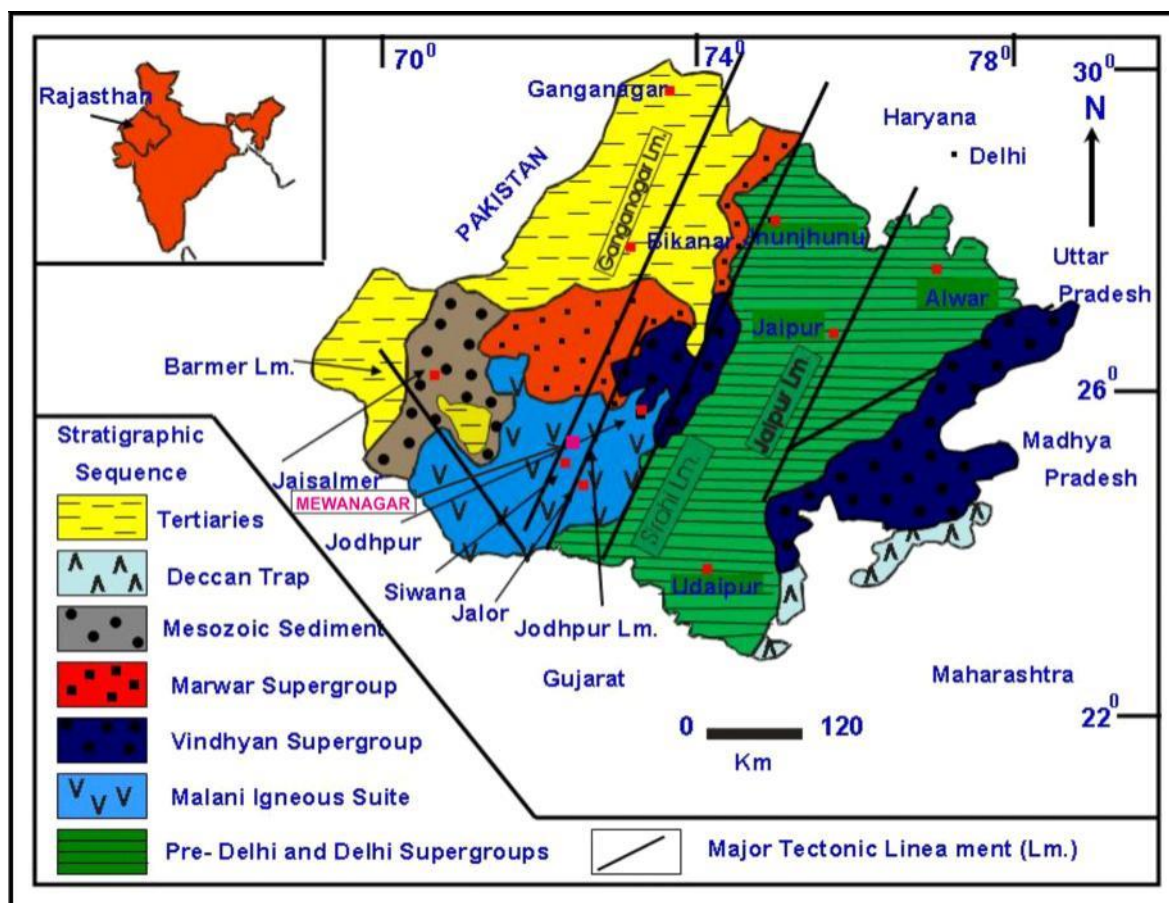 70⁰
74⁰
78⁰
30⁰
Rajasthan
Ganganagar
Haryana
N
Delhi
PAKISTAN
Ganganagar Lm.
Bikanar
hunjhunu
Uttar
Pradesh
Alwar
Jaipur
Barmer Lm.
Jaipur Lm.
26⁰
Madhya
Pradesh
Stratigraphic
Sequence
Jaisalmer
MEWANAGAR
Sirohi Lm.
Tertiaries
Jodhpur
Deccan Trap
Siwana
Udaipur
Jalor
Jodhpur Lm.
Mesozoic Sediment
Gujarat
Maharashtra
Marwar Supergroup
22⁰
0
120
Km
Vindhyan Supergroup
Malani Igneous Suite
Pre- Delhi and Delhi Supergroups
Major Tectonic Linea ment (Lm.)